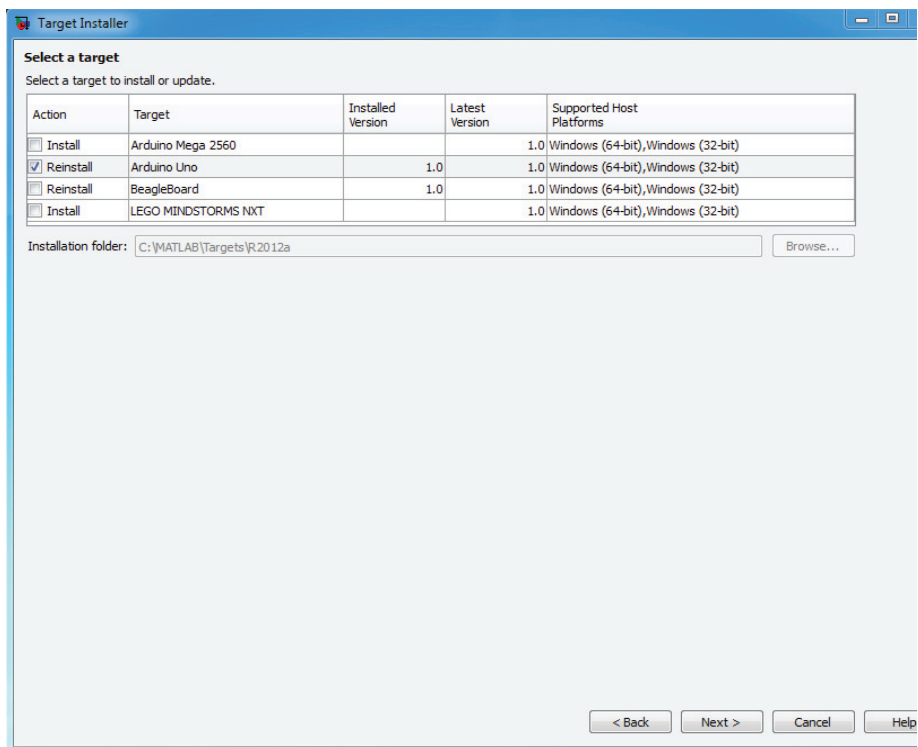 Target Installer
Select a target
Select a target to install or update.
Action Target Installed Version Latest Version Supported Host Platforms
Install Arduino Mega 2560 1.0 Windows (64-bit),Windows (32-bit)
Reinstall Arduino Uno 1.0 1.0 Windows (64-bit),Windows (32-bit)
Reinstall BeagleBoard 1.0 1.0 Windows (64-bit),Windows (32-bit)
Install LEGO MINDSTORMS NXT 1.0 Windows (64-bit),Windows (32-bit)
Installation folder: C:\MATLAB\Targets\R2012a Browse...
< Back Next > Cancel Help